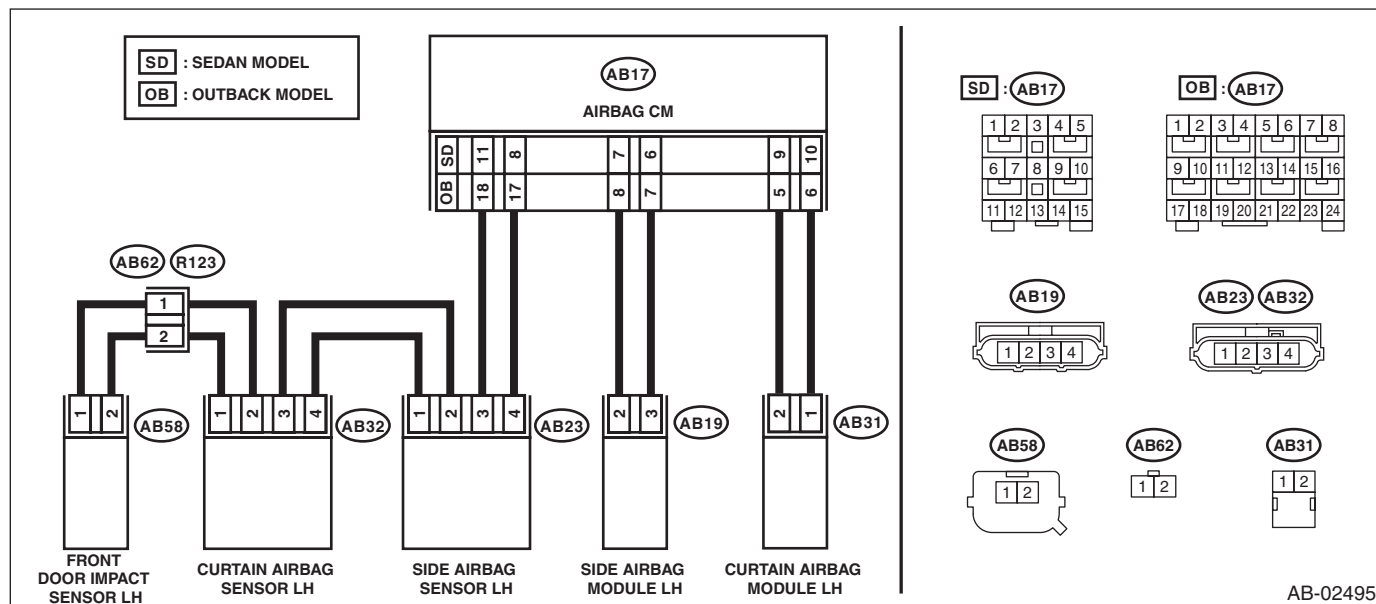 SD : SEDAN MODEL
OB : OUTBACK MODEL
AB17
AIRBAG CM
SD 11 8 7 6 9 10
OB 18 17 8 7 5 6
AB62 R123
1
2
1 2 AB58
1 2 3 4 AB32
1 2 3 4 AB23
2 3 AB19
2 1 AB31
FRONT
DOOR IMPACT
SENSOR LH
CURTAIN AIRBAG
SENSOR LH
SIDE AIRBAG
SENSOR LH
SIDE AIRBAG
MODULE LH
CURTAIN AIRBAG
MODULE LH
SD : AB17
1 2 3 4 5
6 7 8 9 10
11 12 13 14 15
OB : AB17
1 2 3 4 5 6 7 8
9 10 11 12 13 14 15 16
17 18 19 20 21 22 23 24
AB19
1 2 3 4
AB23 AB32
1 2 3 4
AB58
1 2
AB62
1 2
AB31
1 2
AB-02495